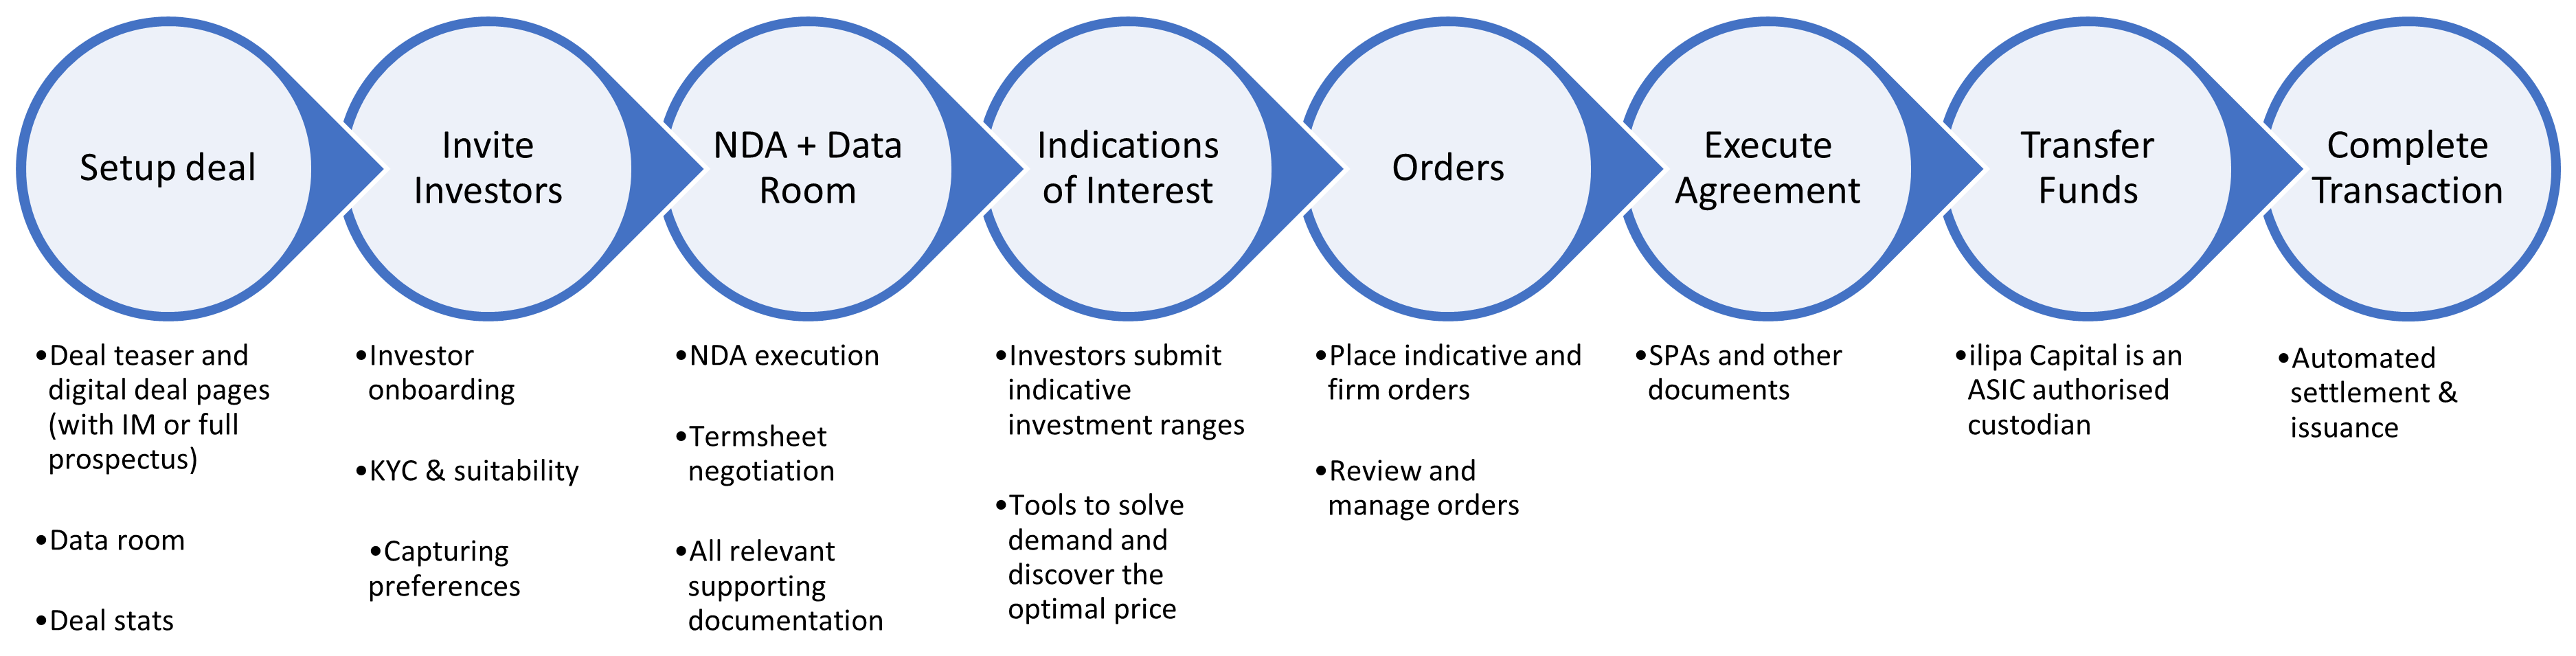 Setup deal
Invite
Investors
NDA + Data
Room
Indications
of Interest
Orders
Execute
Agreement
Transfer
Funds
Complete
Transaction
•Deal teaser and
digital deal pages
(with IM or full
prospectus)
•Data room
•Deal stats
•Investor
onboarding
•KYC & suitability
•Capturing
preferences
•NDA execution
•Termsheet
negotiation
•All relevant
supporting
documentation
•Investors submit
indicative
investment ranges
•Tools to solve
demand and
discover the
optimal price
•Place indicative and
firm orders
•Review and
manage orders
•SPAs and other
documents
•ilipa Capital is an
ASIC authorised
custodian
•Automated
settlement &
issuance